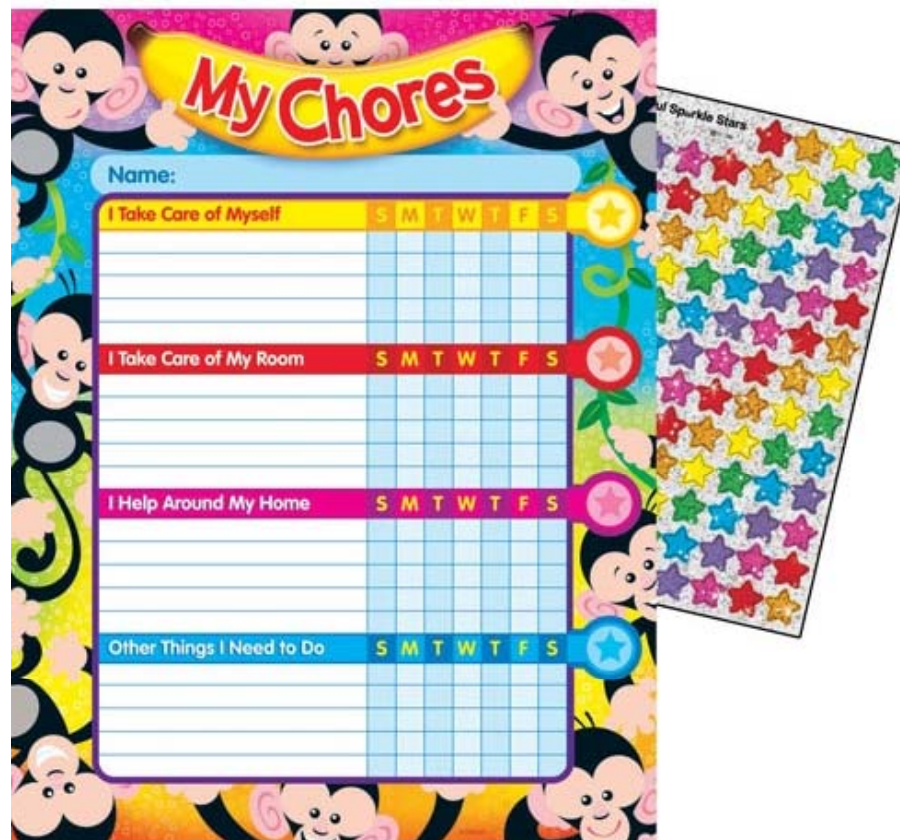 My Chores
ul Sparkle Stars
Name:
I Take Care of Myself S M T W T F S
I Take Care of My Room S M T W T F S
I Help Around My Home S M T W T F S
Other Things I Need to Do S M T W T F S